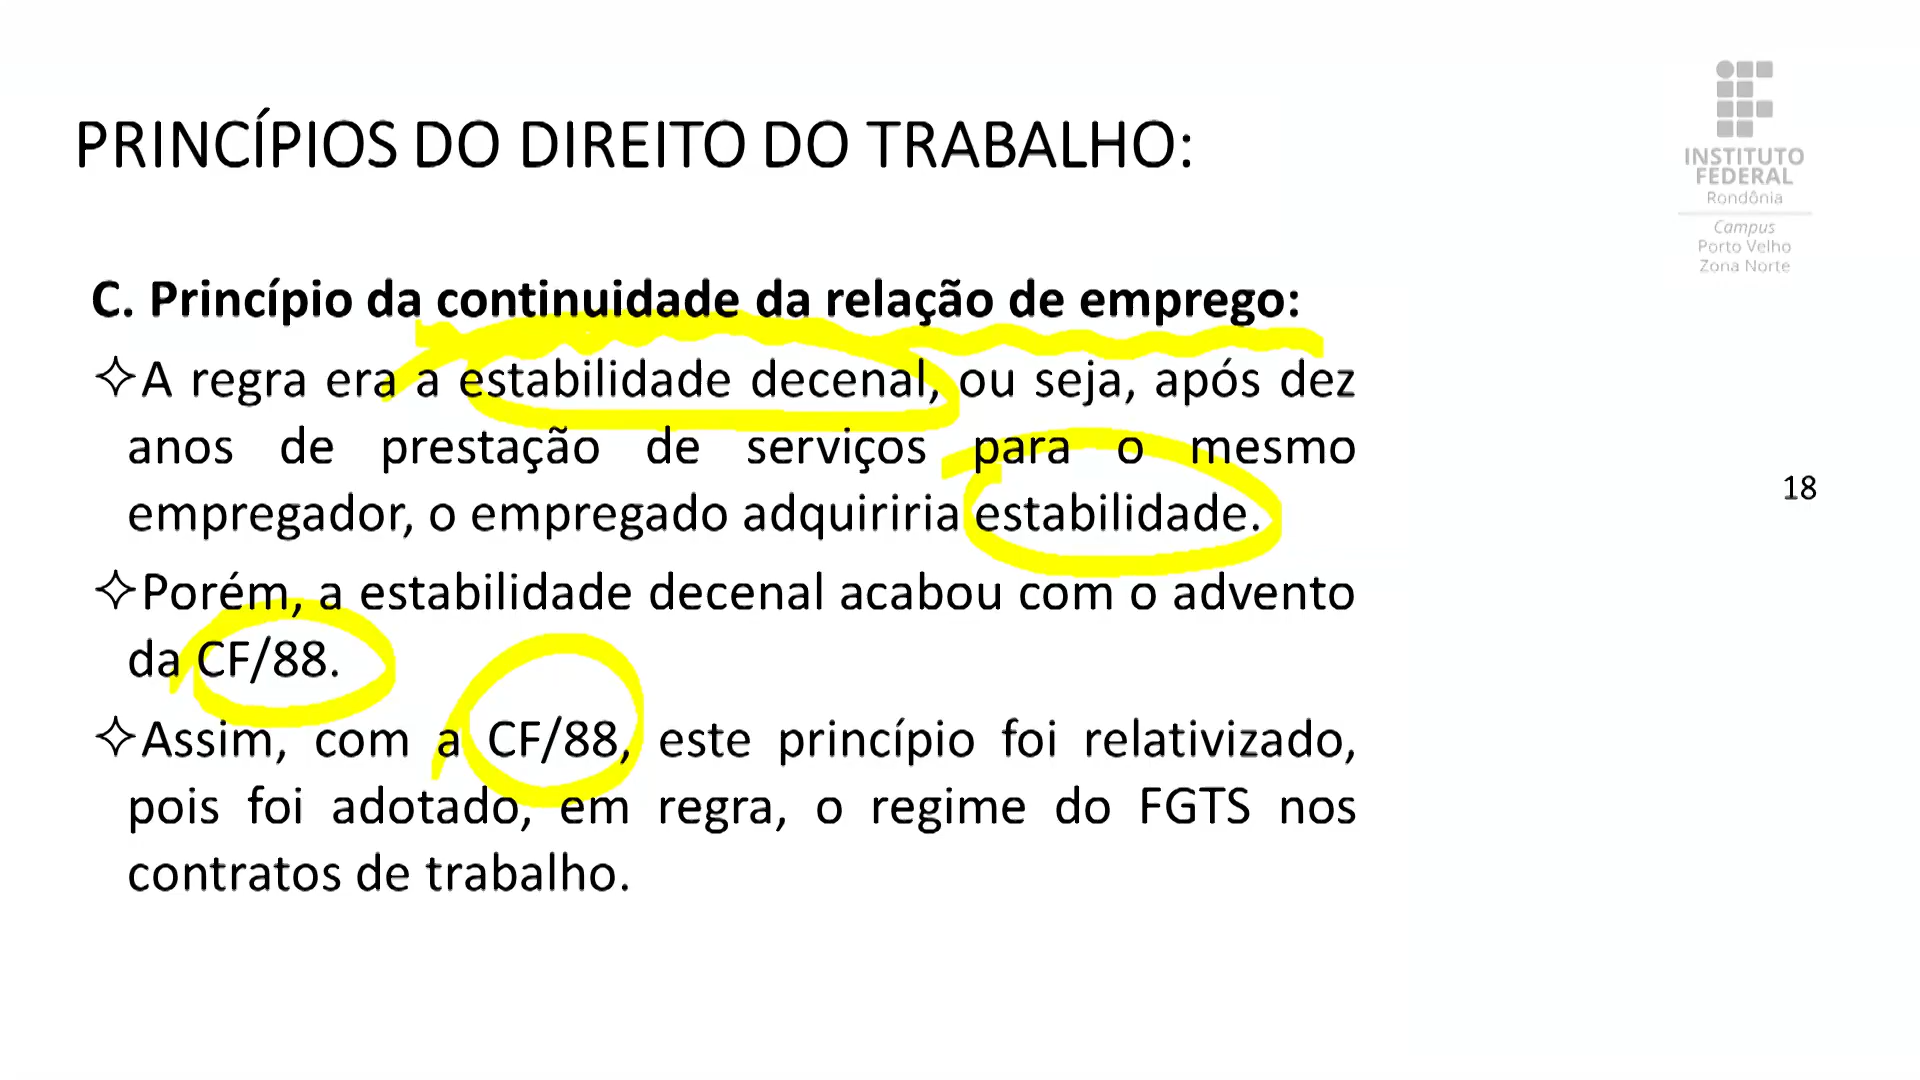 PRINCÍPIOS DO DIREITO DO TRABALHO:
INSTITUTO
FEDERAL
Rondônia
Campus
Porto Velho
Zona Norte
C. Princípio da continuidade da relação de emprego:
✧A regra era a estabilidade decenal, ou seja, após dez
anos de prestação de serviços para o mesmo
empregador, o empregado adquiriria estabilidade.
✧Porém, a estabilidade decenal acabou com o advento
da CF/88.
✧Assim, com a CF/88, este princípio foi relativizado,
pois foi adotado, em regra, o regime do FGTS nos
contratos de trabalho.
18